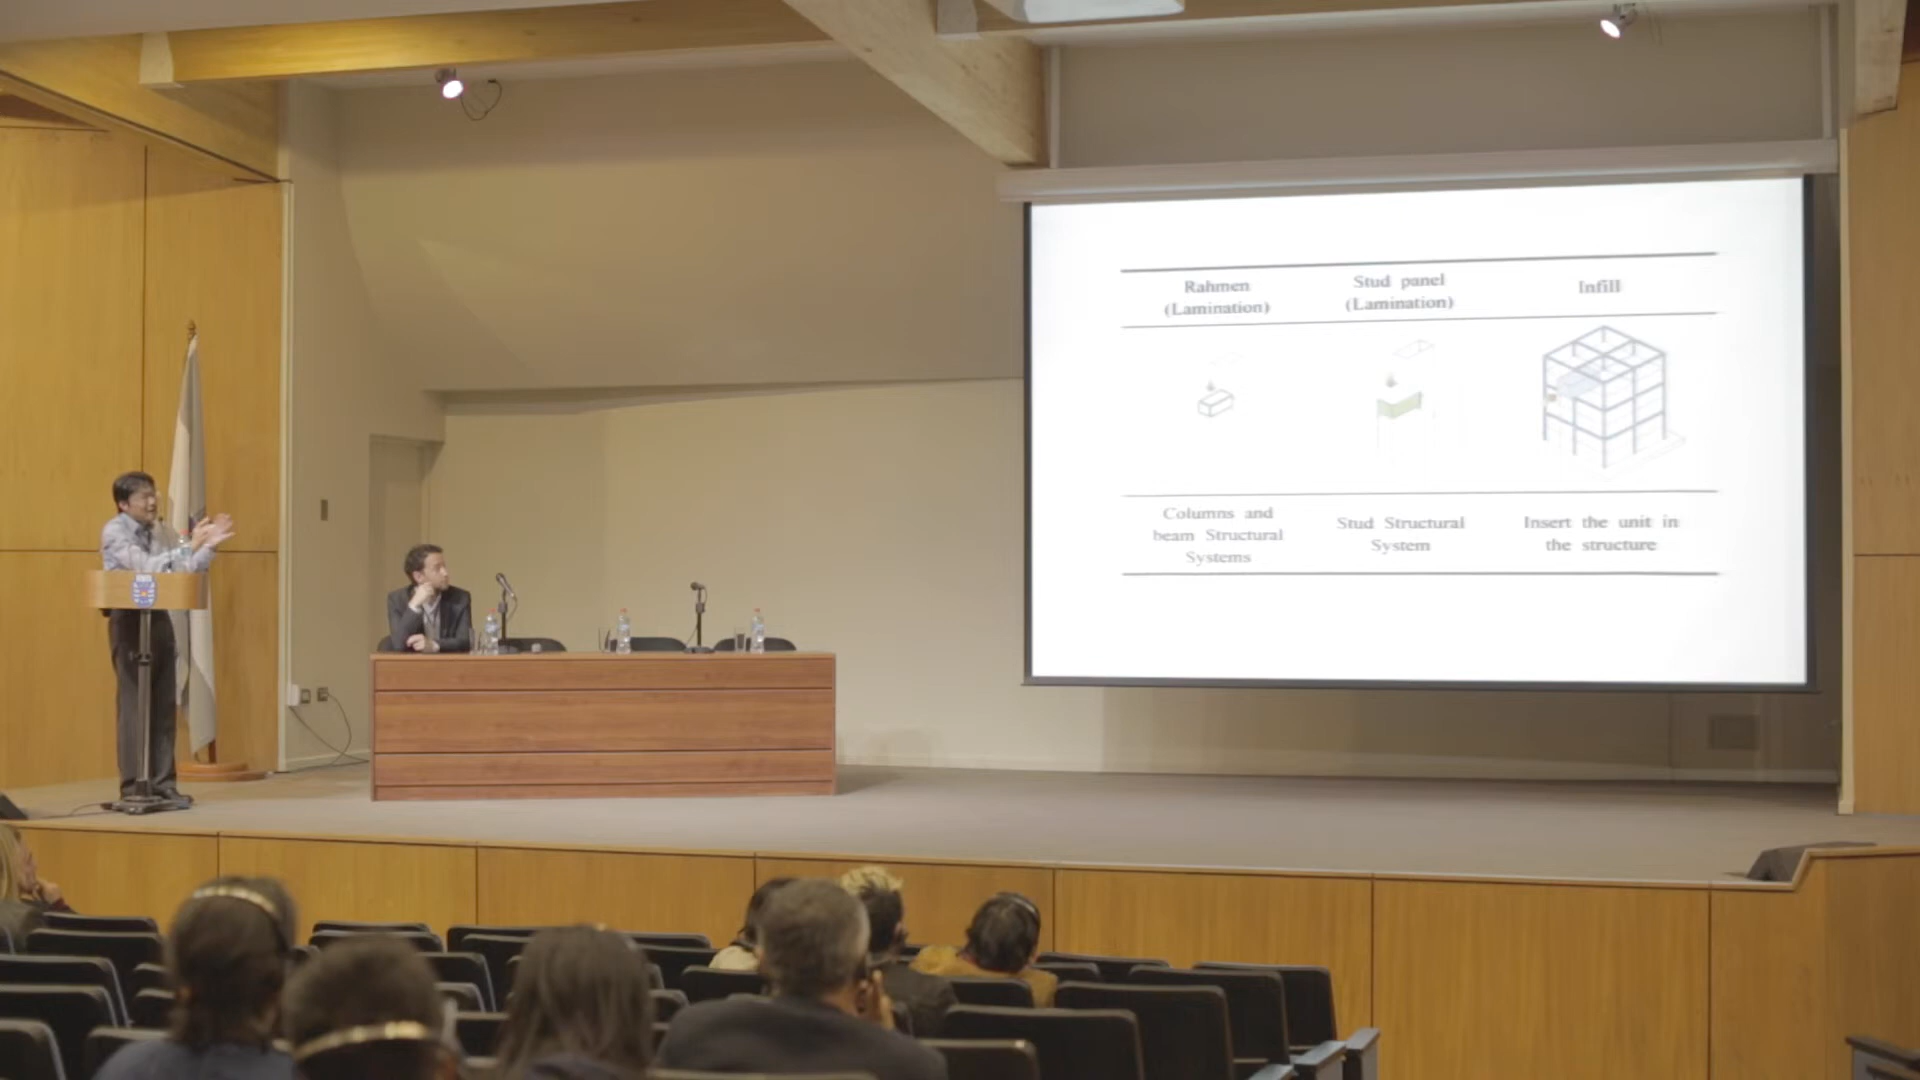 Rahmen
(Lamination)
Stud panel
(Lamination)
Infill
Columns and
beam Structural
Systems
Stud Structural
System
Insert the unit in
the structure